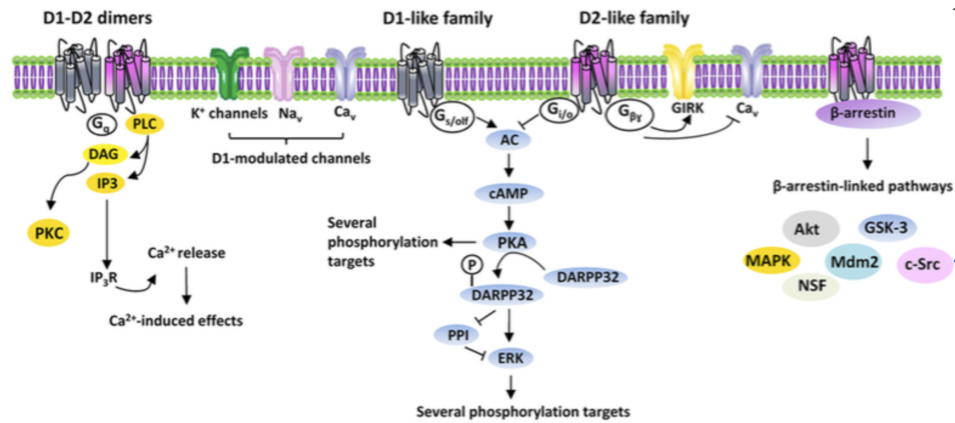 D1-D2 dimers
D1-like family
D2-like family
Gq
PLC
DAG
IP3
PKC
IP3R
Ca2+ release
Ca2+-induced effects
K+ channels
Nav
Cav
D1-modulated channels
Gs/olf
AC
Gi/o
Gβγ
GIRK
Cav
cAMP
PKA
Several
phosphorylation
targets
P
DARPP32
DARPP32
PPI
ERK
Several phosphorylation targets
β-arrestin
β-arrestin-linked pathways
Akt
GSK-3
MAPK
Mdm2
c-Src
NSF